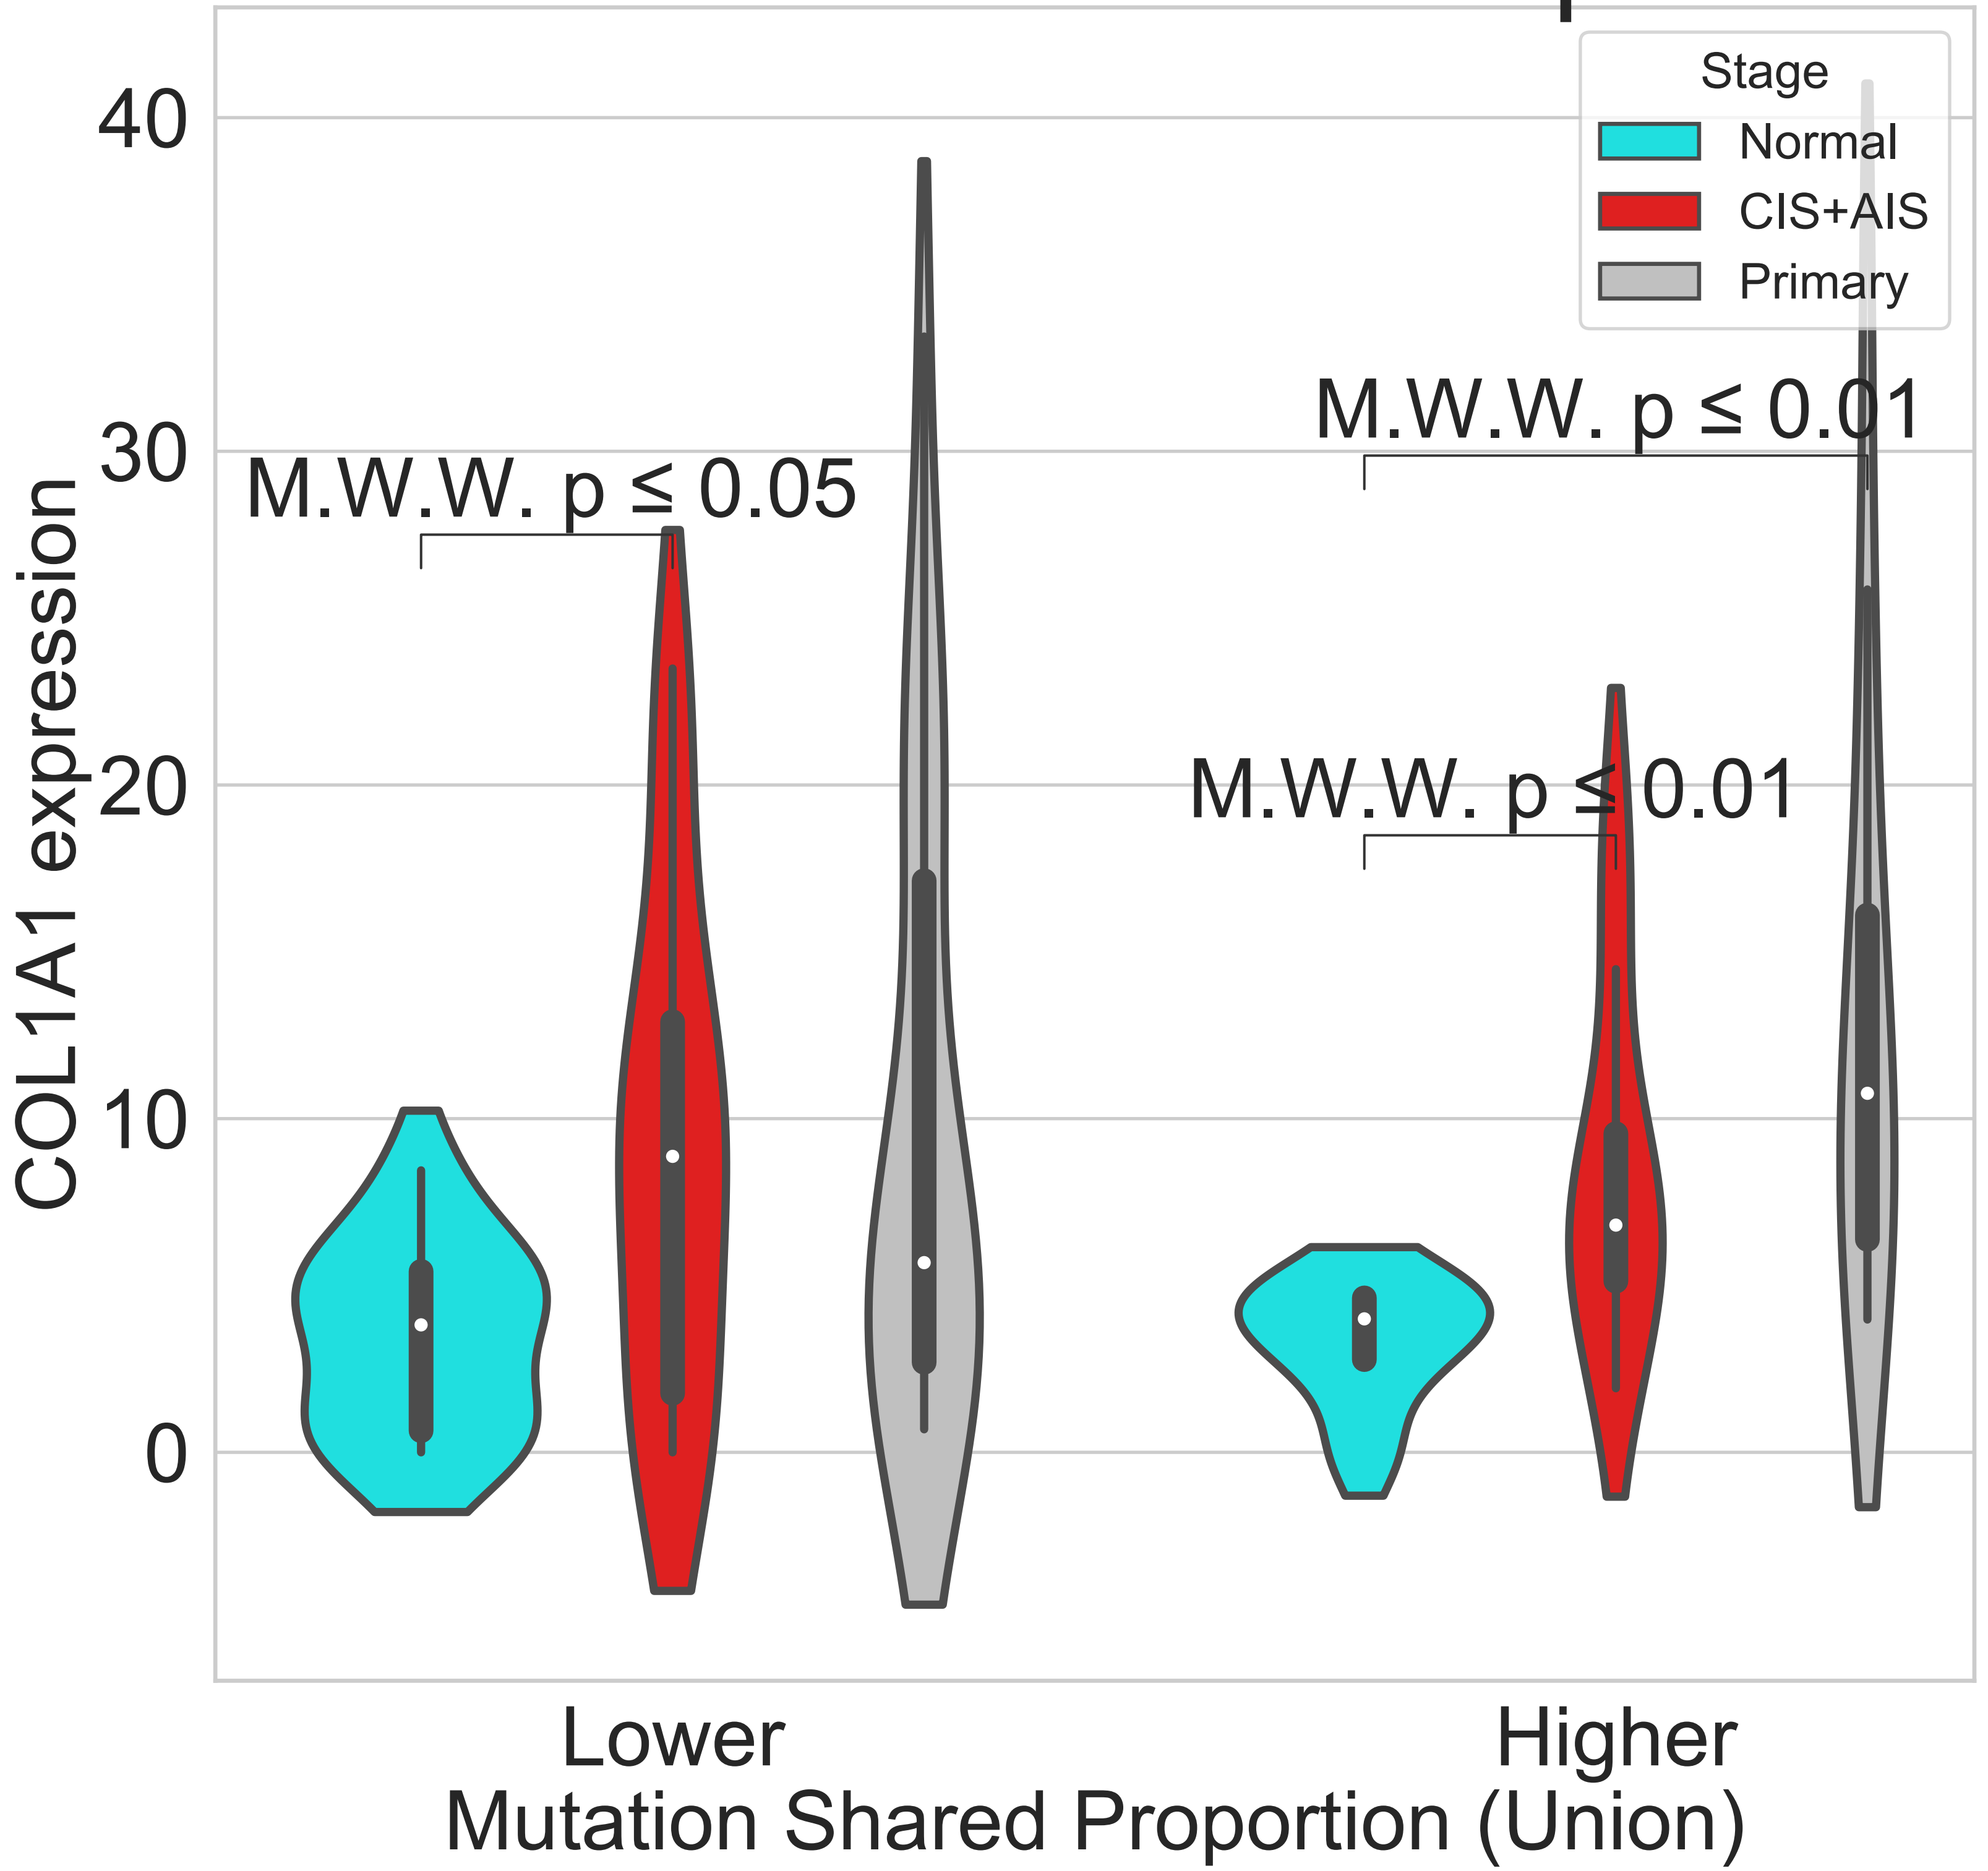 Stage
Normal
CIS+AIS
Primary
40
30
20
10
0
COL1A1 expression
M.W.W. p ≤ 0.05
M.W.W. p ≤ 0.01
M.W.W. p ≤ 0.01
Lower
Higher
Mutation Shared Proportion (Union)